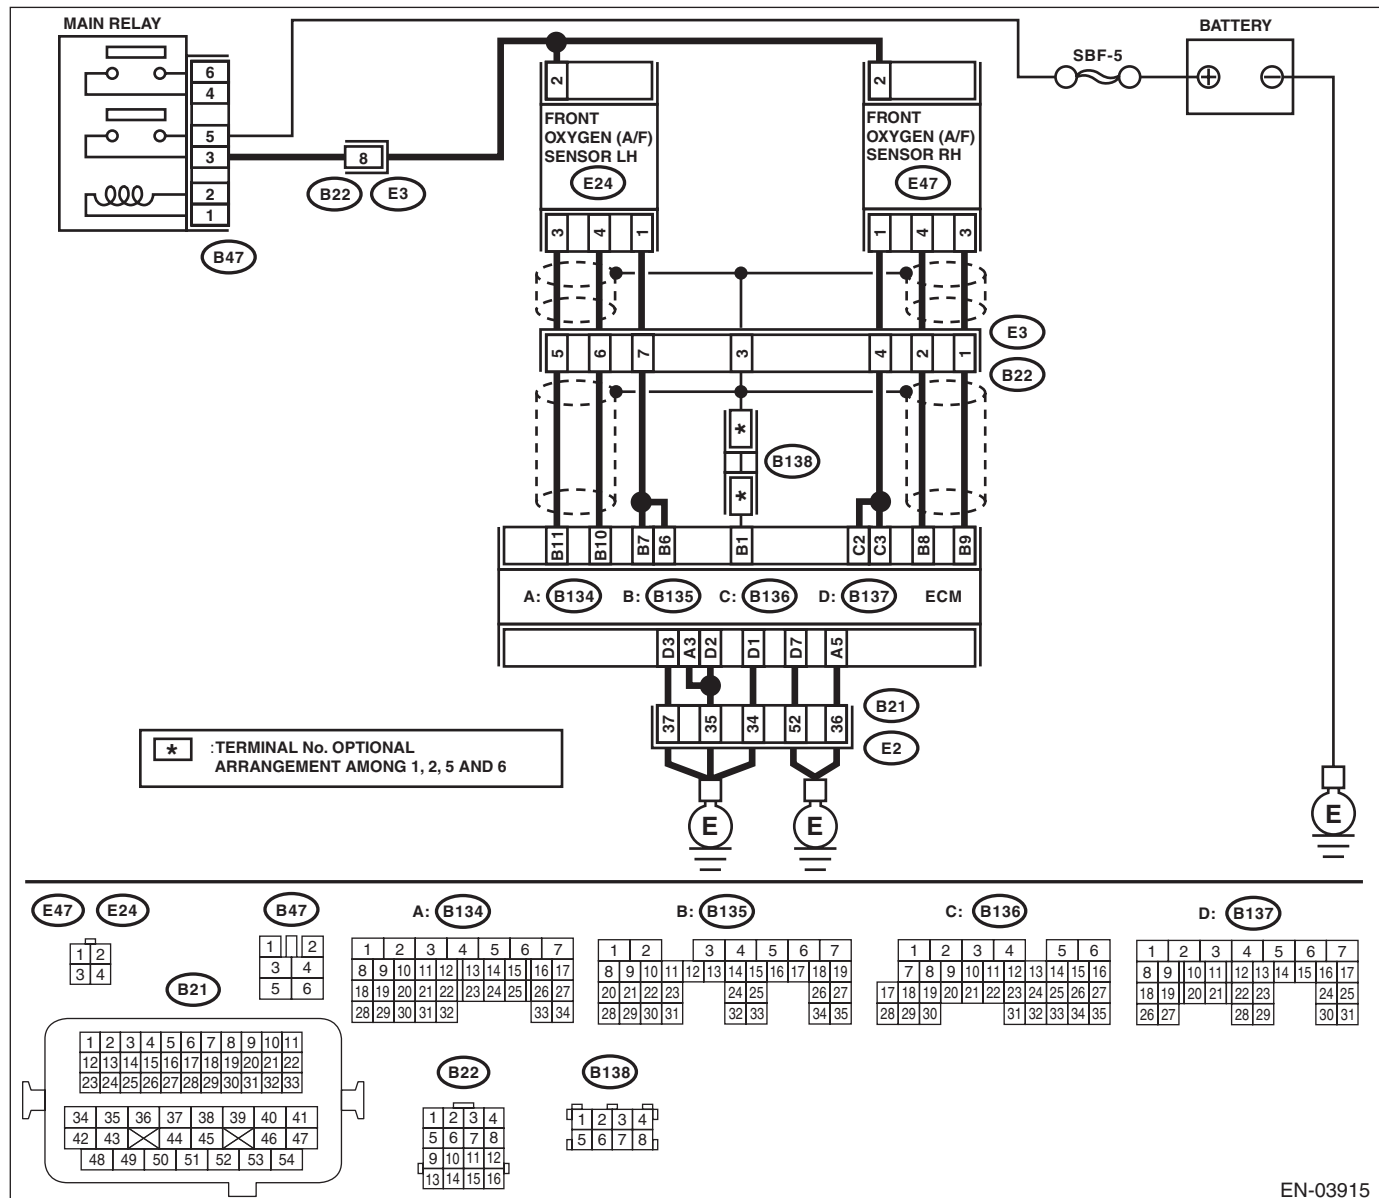 MAIN RELAY
BATTERY
SBF-5
6
4
5
3
2
1
B47
8
B22 E3
2
FRONT
OXYGEN (A/F)
SENSOR LH
E24
3 4 1
2
FRONT
OXYGEN (A/F)
SENSOR RH
E47
1 4 3
E3
5 6 7 3 4 2 1
B22
*
B138
*
B11 B10 B7 B6 B1 C2 C3 B8 B9
A: B134 B: B135 C: B136 D: B137 ECM
D3 A3 D2 D1 D7 A5
B21
37 35 34 52 36
E2
* :TERMINAL No. OPTIONAL
ARRANGEMENT AMONG 1, 2, 5 AND 6
E E E
E47 E24
1 2
3 4
B47
1 2
3 4
5 6
A: B134
1 2 3 4 5 6 7
8 9 10 11 12 13 14 15 16 17
18 19 20 21 22 23 24 25 26 27
28 29 30 31 32 33 34
B: B135
1 2 3 4 5 6 7
8 9 10 11 12 13 14 15 16 17 18 19
20 21 22 23 24 25 26 27
28 29 30 31 32 33 34 35
C: B136
1 2 3 4 5 6
7 8 9 10 11 12 13 14 15 16
17 18 19 20 21 22 23 24 25 26 27
28 29 30 31 32 33 34 35
D: B137
1 2 3 4 5 6 7
8 9 10 11 12 13 14 15 16 17
18 19 20 21 22 23 24 25
26 27 28 29 30 31
B21
1 2 3 4 5 6 7 8 9 10 11
12 13 14 15 16 17 18 19 20 21 22
23 24 25 26 27 28 29 30 31 32 33
34 35 36 37 38 39 40 41
42 43 44 45 46 47
48 49 50 51 52 53 54
B22
1 2 3 4
5 6 7 8
9 10 11 12
13 14 15 16
B138
1 2 3 4
5 6 7 8
EN-03915